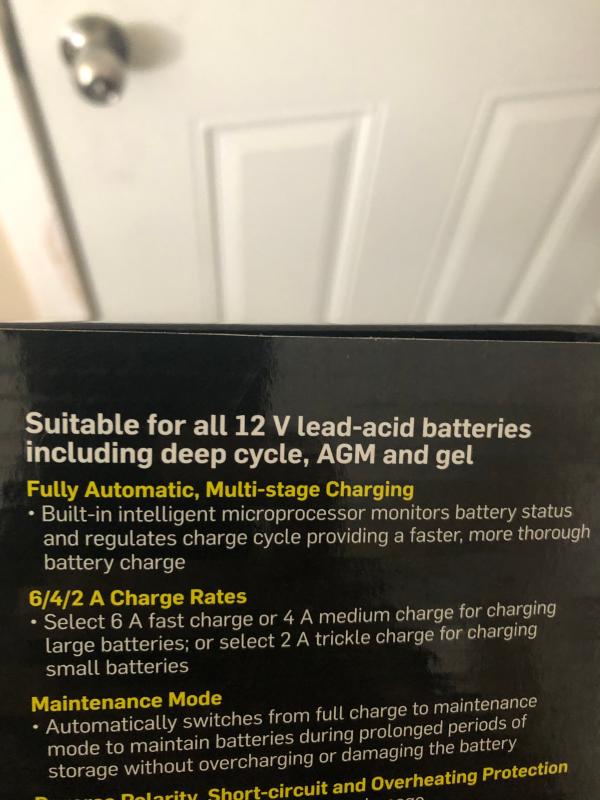 Suitable for all 12 V lead-acid batteries
including deep cycle, AGM and gel
Fully Automatic, Multi-stage Charging
• Built-in intelligent microprocessor monitors battery status
and regulates charge cycle providing a faster, more thorough
battery charge
6/4/2 A Charge Rates
• Select 6 A fast charge or 4 A medium charge for charging
large batteries; or select 2 A trickle charge for charging
small batteries
Maintenance Mode
• Automatically switches from full charge to maintenance
mode to maintain batteries during prolonged periods of
storage without overcharging or damaging the battery
Polarity, Short-circuit and Overheating Protection